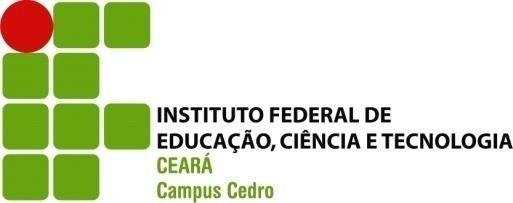 INSTITUTO FEDERAL DE
EDUCAÇÃO, CIÊNCIA E TECNOLOGIA
CEARÁ
Campus Cedro